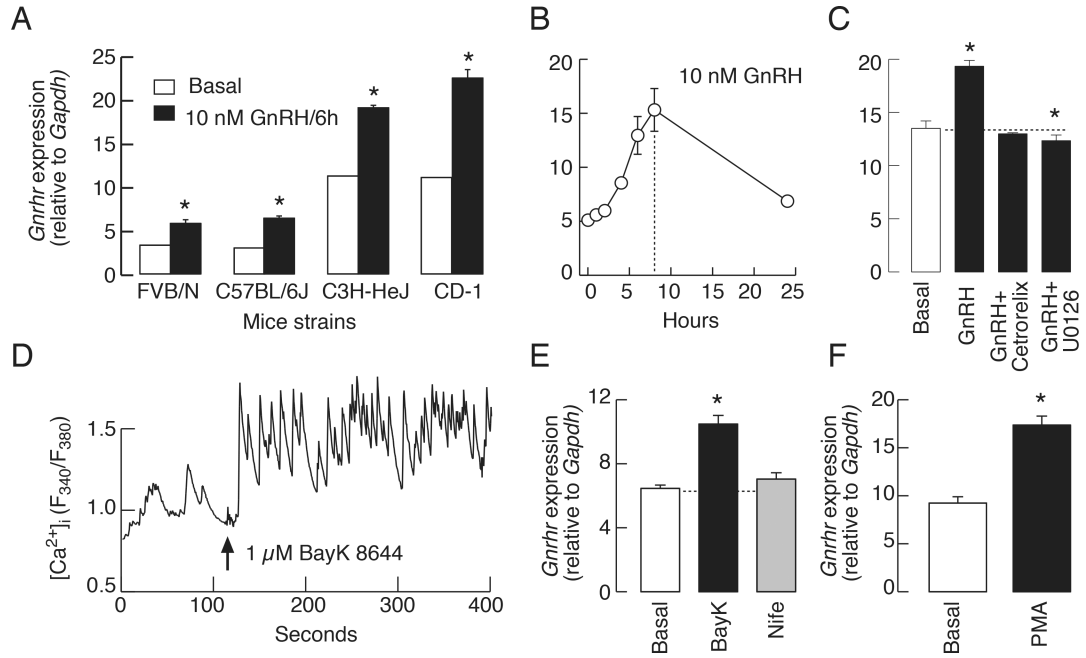 A
Gnrhr expression
(relative to Gapdh)
25
20
15
10
5
0
Basal
10 nM GnRH/6h
*
*
*
*
FVB/N
C57BL/6J
C3H-HeJ
CD-1
Mice strains
B
20
15
10
5
0
10 nM GnRH
0
5
10
15
20
25
Hours
C
20
15
10
5
0
*
*
Basal
GnRH
GnRH+
Cetrorelix
GnRH+
U0126
D
[Ca2+]i (F340/F380)
1.5
1.0
0.5
1 µM BayK 8644
0
100
200
300
400
Seconds
E
Gnrhr expression
(relative to Gapdh)
12
9
6
3
0
*
Basal
BayK
Nife
F
Gnrhr expression
(relative to Gapdh)
20
15
10
5
0
*
Basal
PMA